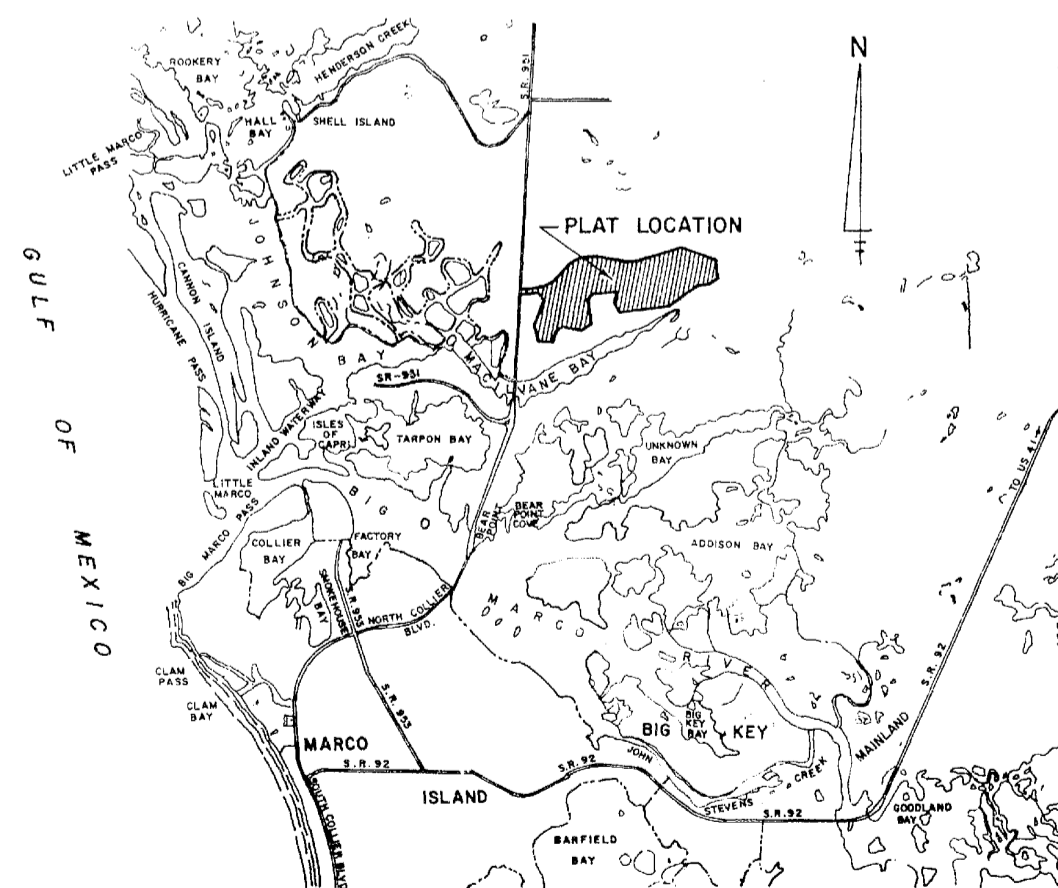 ROOKERY
BAY
HENDERSON CREEK
S.R. 951
N
HALL
BAY
SHELL ISLAND
LITTLE MARCO
PASS
PLAT LOCATION
JOHNSON BAY
GULF OF MEXICO
CANNON ISLAND
HURRICANE PASS
MACILVANE BAY
SR-951
INLAND WATERWAY
ISLES
OF
CAPRI
TARPON BAY
UNKNOWN
BAY
TO US 41
LITTLE
MARCO
BIG
BIG MARCO PASS
BEAR
POINT
BEAR
POINT
COVE
COLLIER
BAY
FACTORY
BAY
ADDISON BAY
SMOKEHOUSE
BAY
S.R. 953
NORTH COLLIER
BLVD.
MARCO
RIVER
CLAM
PASS
CLAM
BAY
S.R. 953
S.R. 92
BIG KEY
BIG
KEY
BAY
MAINLAND
MARCO
ISLAND
S.R. 92
S.R. 92
JOHN
STEVENS
CREEK
S.R. 92
GOODLAND
BAY
SOUTH COLLIER BLVD
BARFIELD
BAY